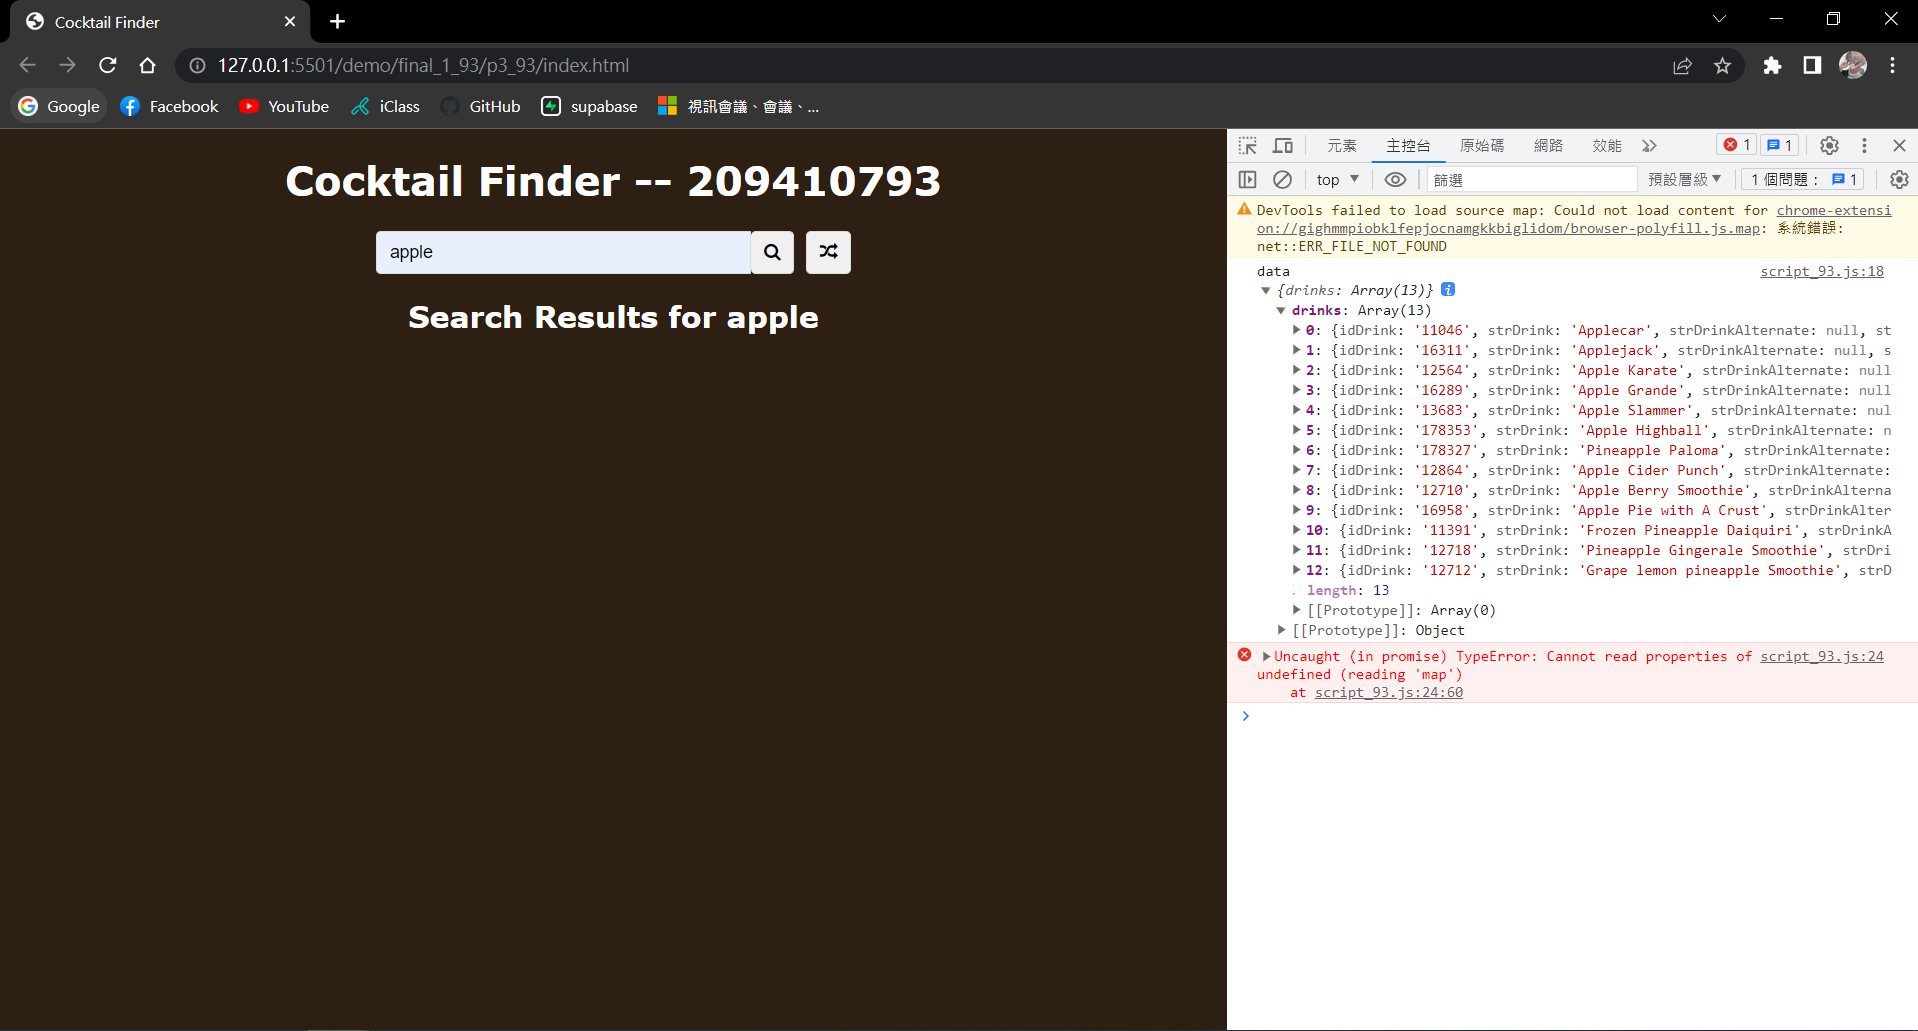 Cocktail Finder
127.0.0.1:5501/demo/final_1_93/p3_93/index.html
Google Facebook YouTube iClass GitHub supabase 視訊會議、會議、...
Cocktail Finder -- 209410793
apple
Search Results for apple
元素 主控台 原始碼 網路 效能 1 1
top 篩選 預設層級 1 個問題： 1
DevTools failed to load source map: Could not load content for chrome-extensi
on://gighmmpiobklfepjocnamgkkbiglidom/browser-polyfill.js.map: 系統錯誤:
net::ERR_FILE_NOT_FOUND
data script_93.js:18
{drinks: Array(13)}
drinks: Array(13)
0: {idDrink: '11046', strDrink: 'Applecar', strDrinkAlternate: null, st
1: {idDrink: '16311', strDrink: 'Applejack', strDrinkAlternate: null, s
2: {idDrink: '12564', strDrink: 'Apple Karate', strDrinkAlternate: null
3: {idDrink: '16289', strDrink: 'Apple Grande', strDrinkAlternate: null
4: {idDrink: '13683', strDrink: 'Apple Slammer', strDrinkAlternate: nul
5: {idDrink: '178353', strDrink: 'Apple Highball', strDrinkAlternate: n
6: {idDrink: '178327', strDrink: 'Pineapple Paloma', strDrinkAlternate:
7: {idDrink: '12864', strDrink: 'Apple Cider Punch', strDrinkAlternate:
8: {idDrink: '12710', strDrink: 'Apple Berry Smoothie', strDrinkAlterna
9: {idDrink: '16958', strDrink: 'Apple Pie with A Crust', strDrinkAlter
10: {idDrink: '11391', strDrink: 'Frozen Pineapple Daiquiri', strDrinkA
11: {idDrink: '12718', strDrink: 'Pineapple Gingerale Smoothie', strDri
12: {idDrink: '12712', strDrink: 'Grape lemon pineapple Smoothie', strD
length: 13
[[Prototype]]: Array(0)
[[Prototype]]: Object
Uncaught (in promise) TypeError: Cannot read properties of script_93.js:24
undefined (reading 'map')
at script_93.js:24:60